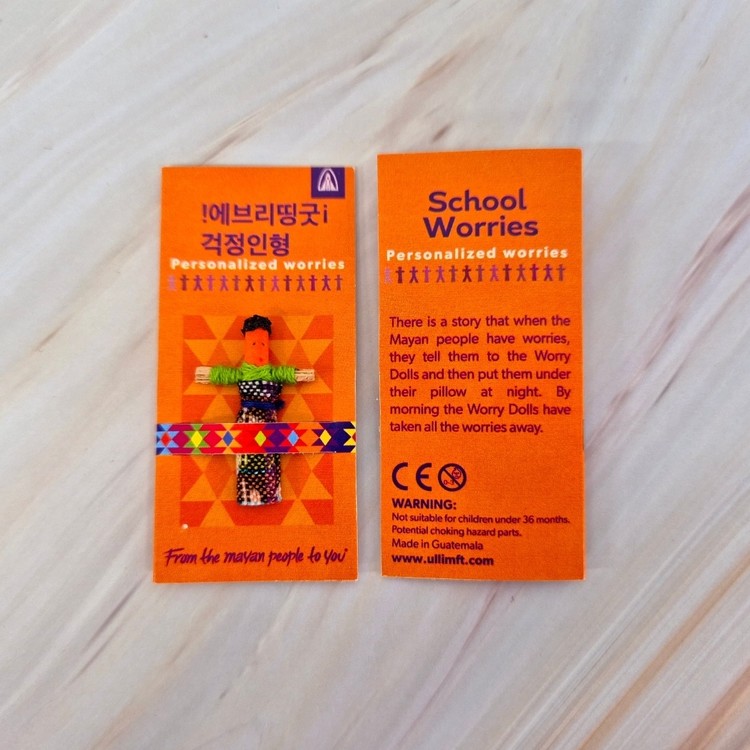 !에브리띵굿¡
걱정인형
Personalized worries
From the mayan people to you
School
Worries
Personalized worries
There is a story that when the
Mayan people have worries,
they tell them to the Worry
Dolls and then put them under
their pillow at night. By
morning the Worry Dolls have
taken all the worries away.
CE 0-3
WARNING:
Not suitable for children under 36 months.
Potential choking hazard parts.
Made in Guatemala
www.ullimft.com